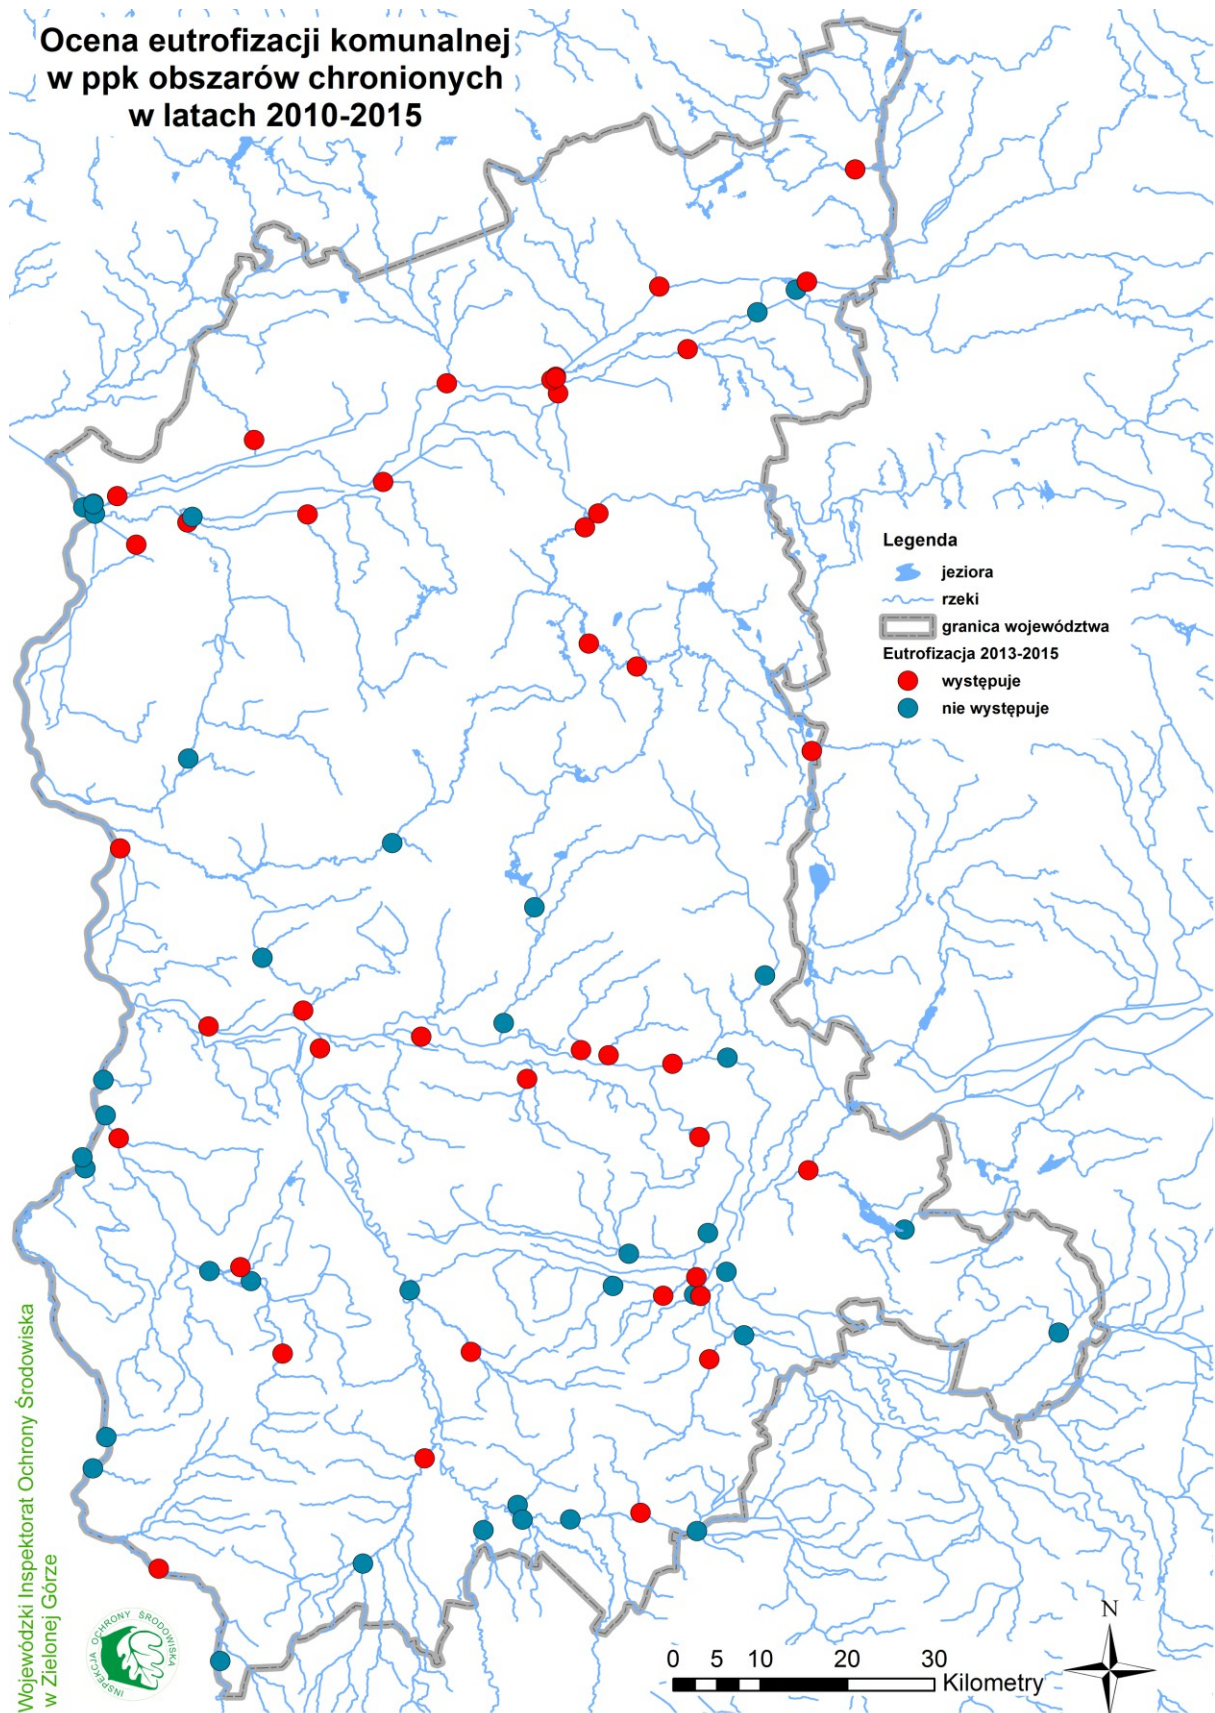 Ocena eutrofizacji komunalnej
w ppk obszarów chronionych
w latach 2010-2015
Legenda
jeziora
rzeki
granica województwa
Eutrofizacja 2013-2015
występuje
nie występuje
Wojewódzki Inspektorat Ochrony Środowiska
w Zielonej Górze
INSPEKCJA OCHRONY ŚRODOWISKA
0 5 10 20 30
Kilometry
N